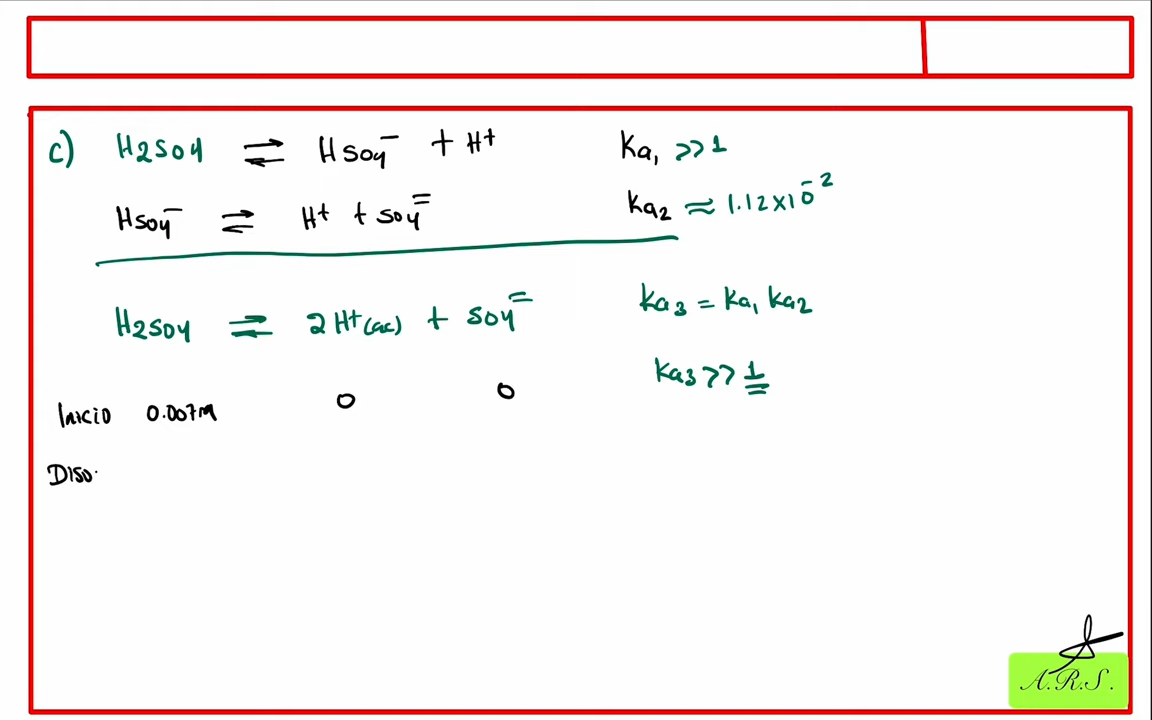 c) H2SO4 ⇌ HSO4⁻ + H⁺ Ka₁ >> 1
HSO4⁻ ⇌ H⁺ + SO4⁼ Ka₂ ≈ 1.12x10⁻²
H2SO4 ⇌ 2H⁺(ac) + SO4⁼ Ka₃ = Ka₁ Ka₂
Ka₃ >> 1
Inicio 0.007M 0 0
Diso.
A.R.S.